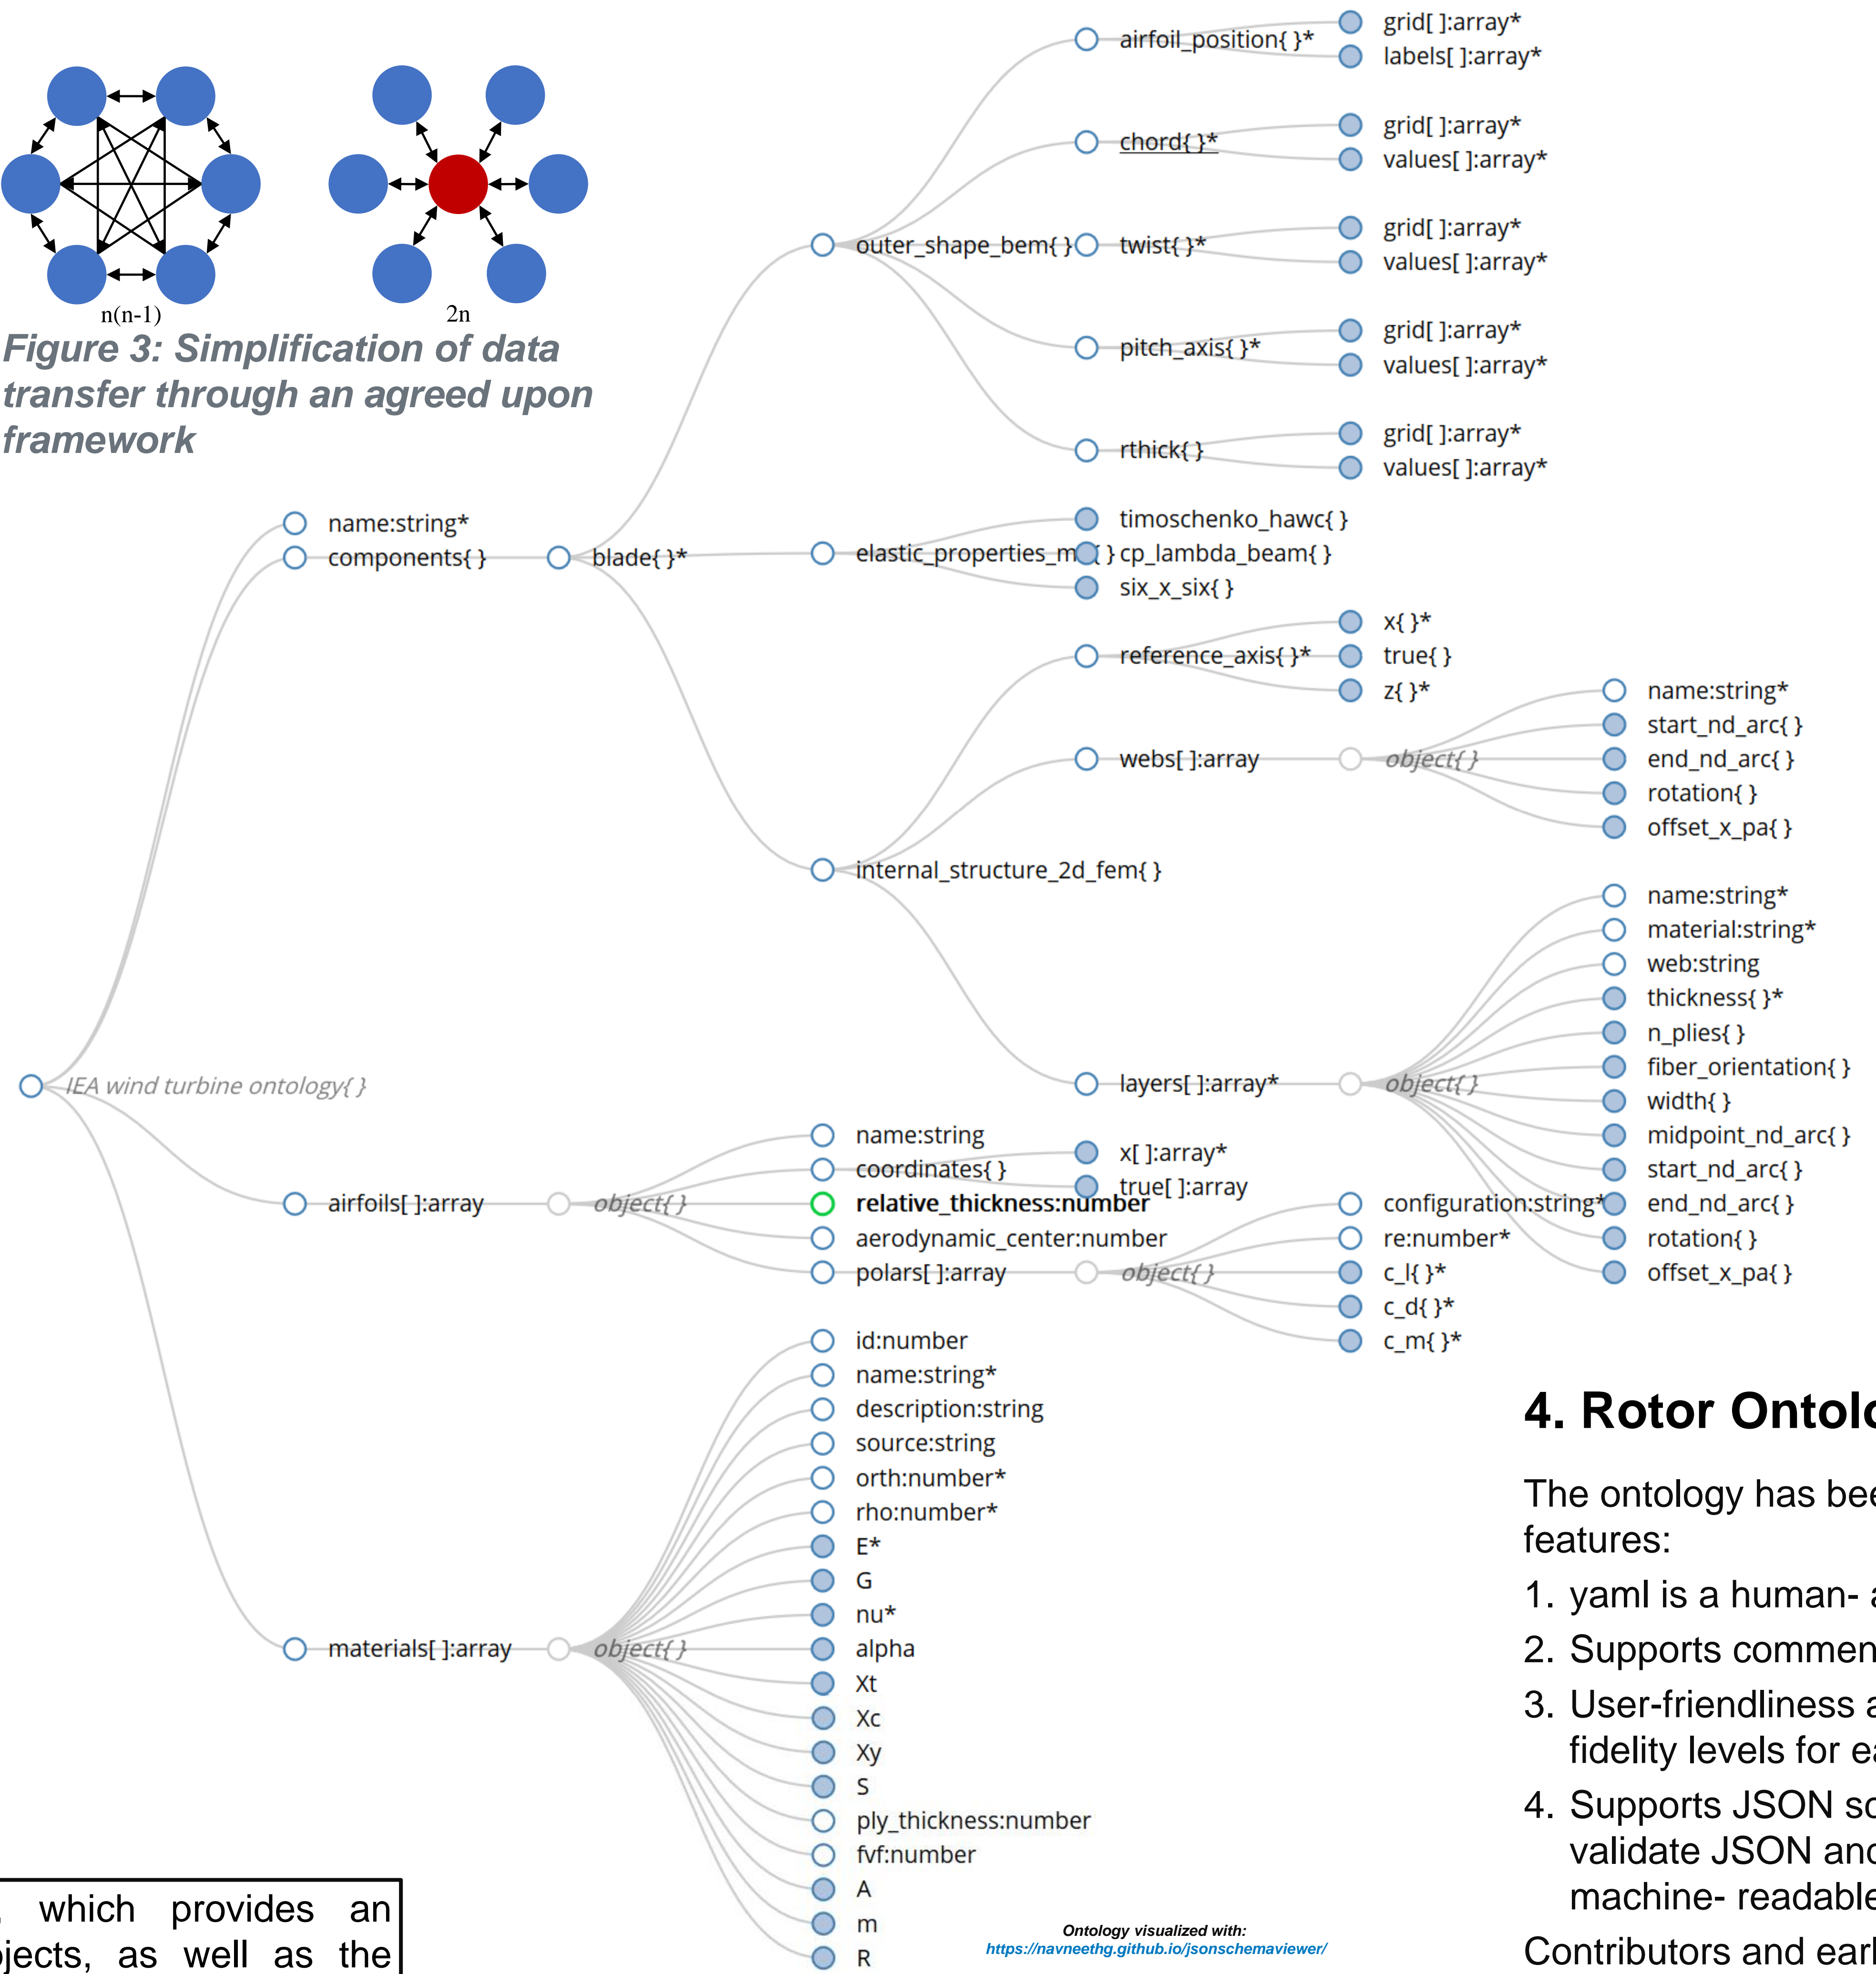 n(n-1)
2n
Figure 3: Simplification of data
transfer through an agreed upon
framework
airfoil_position{ }*
grid[ ]:array*
labels[ ]:array*
chord{ }*
grid[ ]:array*
values[ ]:array*
outer_shape_bem{ }
twist{ }*
grid[ ]:array*
values[ ]:array*
pitch_axis{ }*
grid[ ]:array*
values[ ]:array*
rthick{ }
grid[ ]:array*
values[ ]:array*
name:string*
components{ }
blade{ }*
timoschenko_hawc{ }
cp_lambda_beam{ }
six_x_six{ }
reference_axis{ }*
x{ }*
true{ }
z{ }*
webs[ ]:array
object{ }
name:string*
start_nd_arc{ }
end_nd_arc{ }
rotation{ }
offset_x_pa{ }
internal_structure_2d_fem{ }
layers[ ]:array*
object{ }
name:string*
material:string*
web:string
thickness{ }*
n_plies{ }
fiber_orientation{ }
width{ }
midpoint_nd_arc{ }
start_nd_arc{ }
end_nd_arc{ }
rotation{ }
offset_x_pa{ }
IEA wind turbine ontology{ }
airfoils[ ]:array
object{ }
name:string
coordinates{ }
x[ ]:array*
true[ ]:array
relative_thickness:number
aerodynamic_center:number
polars[ ]:array
object{ }
configuration:string*
re:number*
c_l{ }*
c_d{ }*
c_m{ }*
materials[ ]:array
object{ }
id:number
name:string*
description:string
source:string
orth:number*
rho:number*
E*
G
nu*
alpha
Xt
Xc
Xy
S
ply_thickness:number
fvf:number
A
m
R
Ontology visualized with:
https://navneethg.github.io/jsonschemaviewer/
which provides an
as well as the
4. Rotor
The ontology has
features:
1. yaml is a human-
2. Supports
3. User-friendliness
fidelity levels for
4. Supports JSON
validate JSON
machine- readable
Contributors and